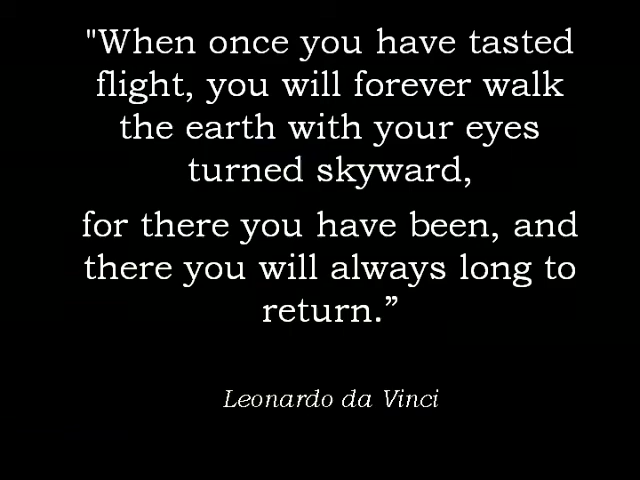 "When once you have tasted
flight, you will forever walk
the earth with your eyes
turned skyward,
for there you have been, and
there you will always long to
return.”
Leonardo da Vinci